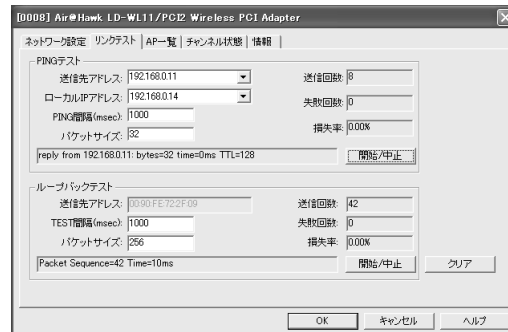 [0008] Air@Hawk LD-WL11/PCI2 Wireless PCI Adapter
ネットワーク設定 リンクテスト AP一覧 チャンネル状態 情報
PINGテスト
送信先アドレス: 192.168.0.11 送信回数: 8
ローカルIPアドレス: 192.168.0.14 失敗回数: 0
PING間隔(msec): 1000 損失率: 0.00%
パケットサイズ: 32
reply from 192.168.0.11: bytes=32 time=0ms TTL=128 開始/中止
ループバックテスト
送信先アドレス: 00:90:FE:72:2F:09 送信回数: 42
TEST間隔(msec): 1000 失敗回数: 0
パケットサイズ: 256 損失率: 0.00%
Packet Sequence=42 Time=10ms 開始/中止 クリア
OK キャンセル ヘルプ